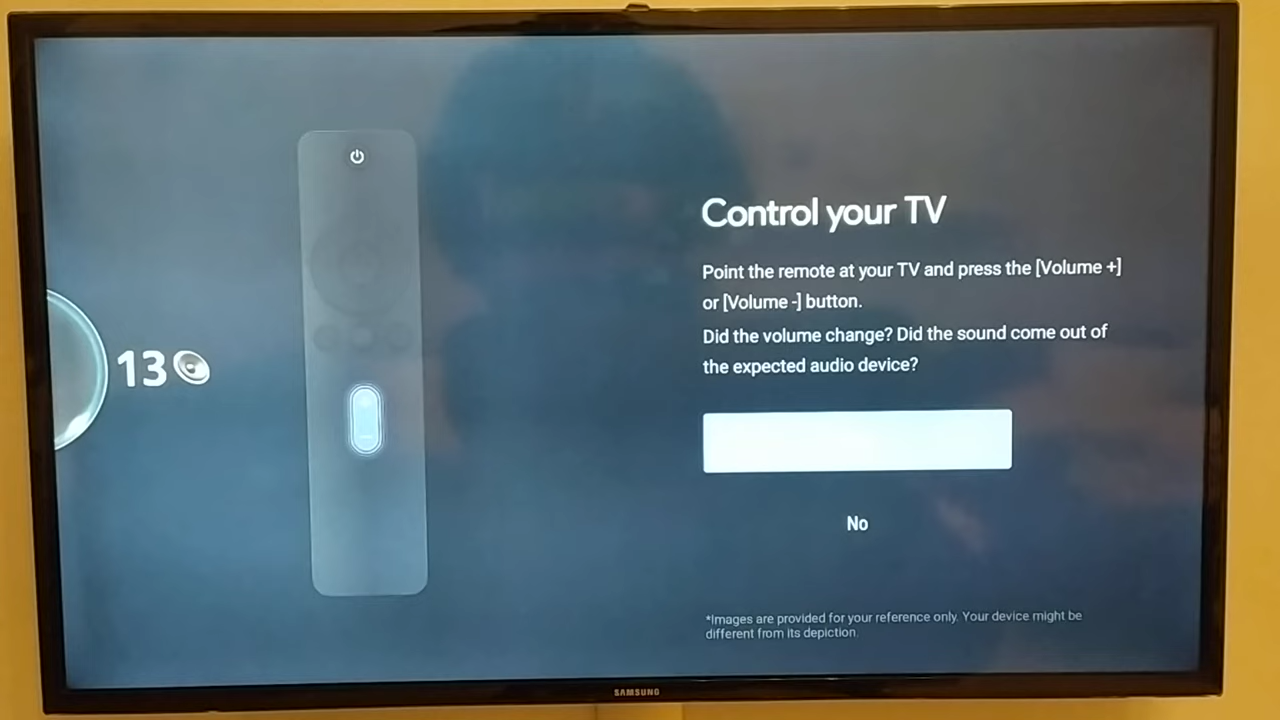 Control your TV
Point the remote at your TV and press the [Volume +]
or [Volume -] button.
Did the volume change? Did the sound come out of
the expected audio device?
13
No
*Images are provided for your reference only. Your device might be
different from its depiction.
SAMSUNG